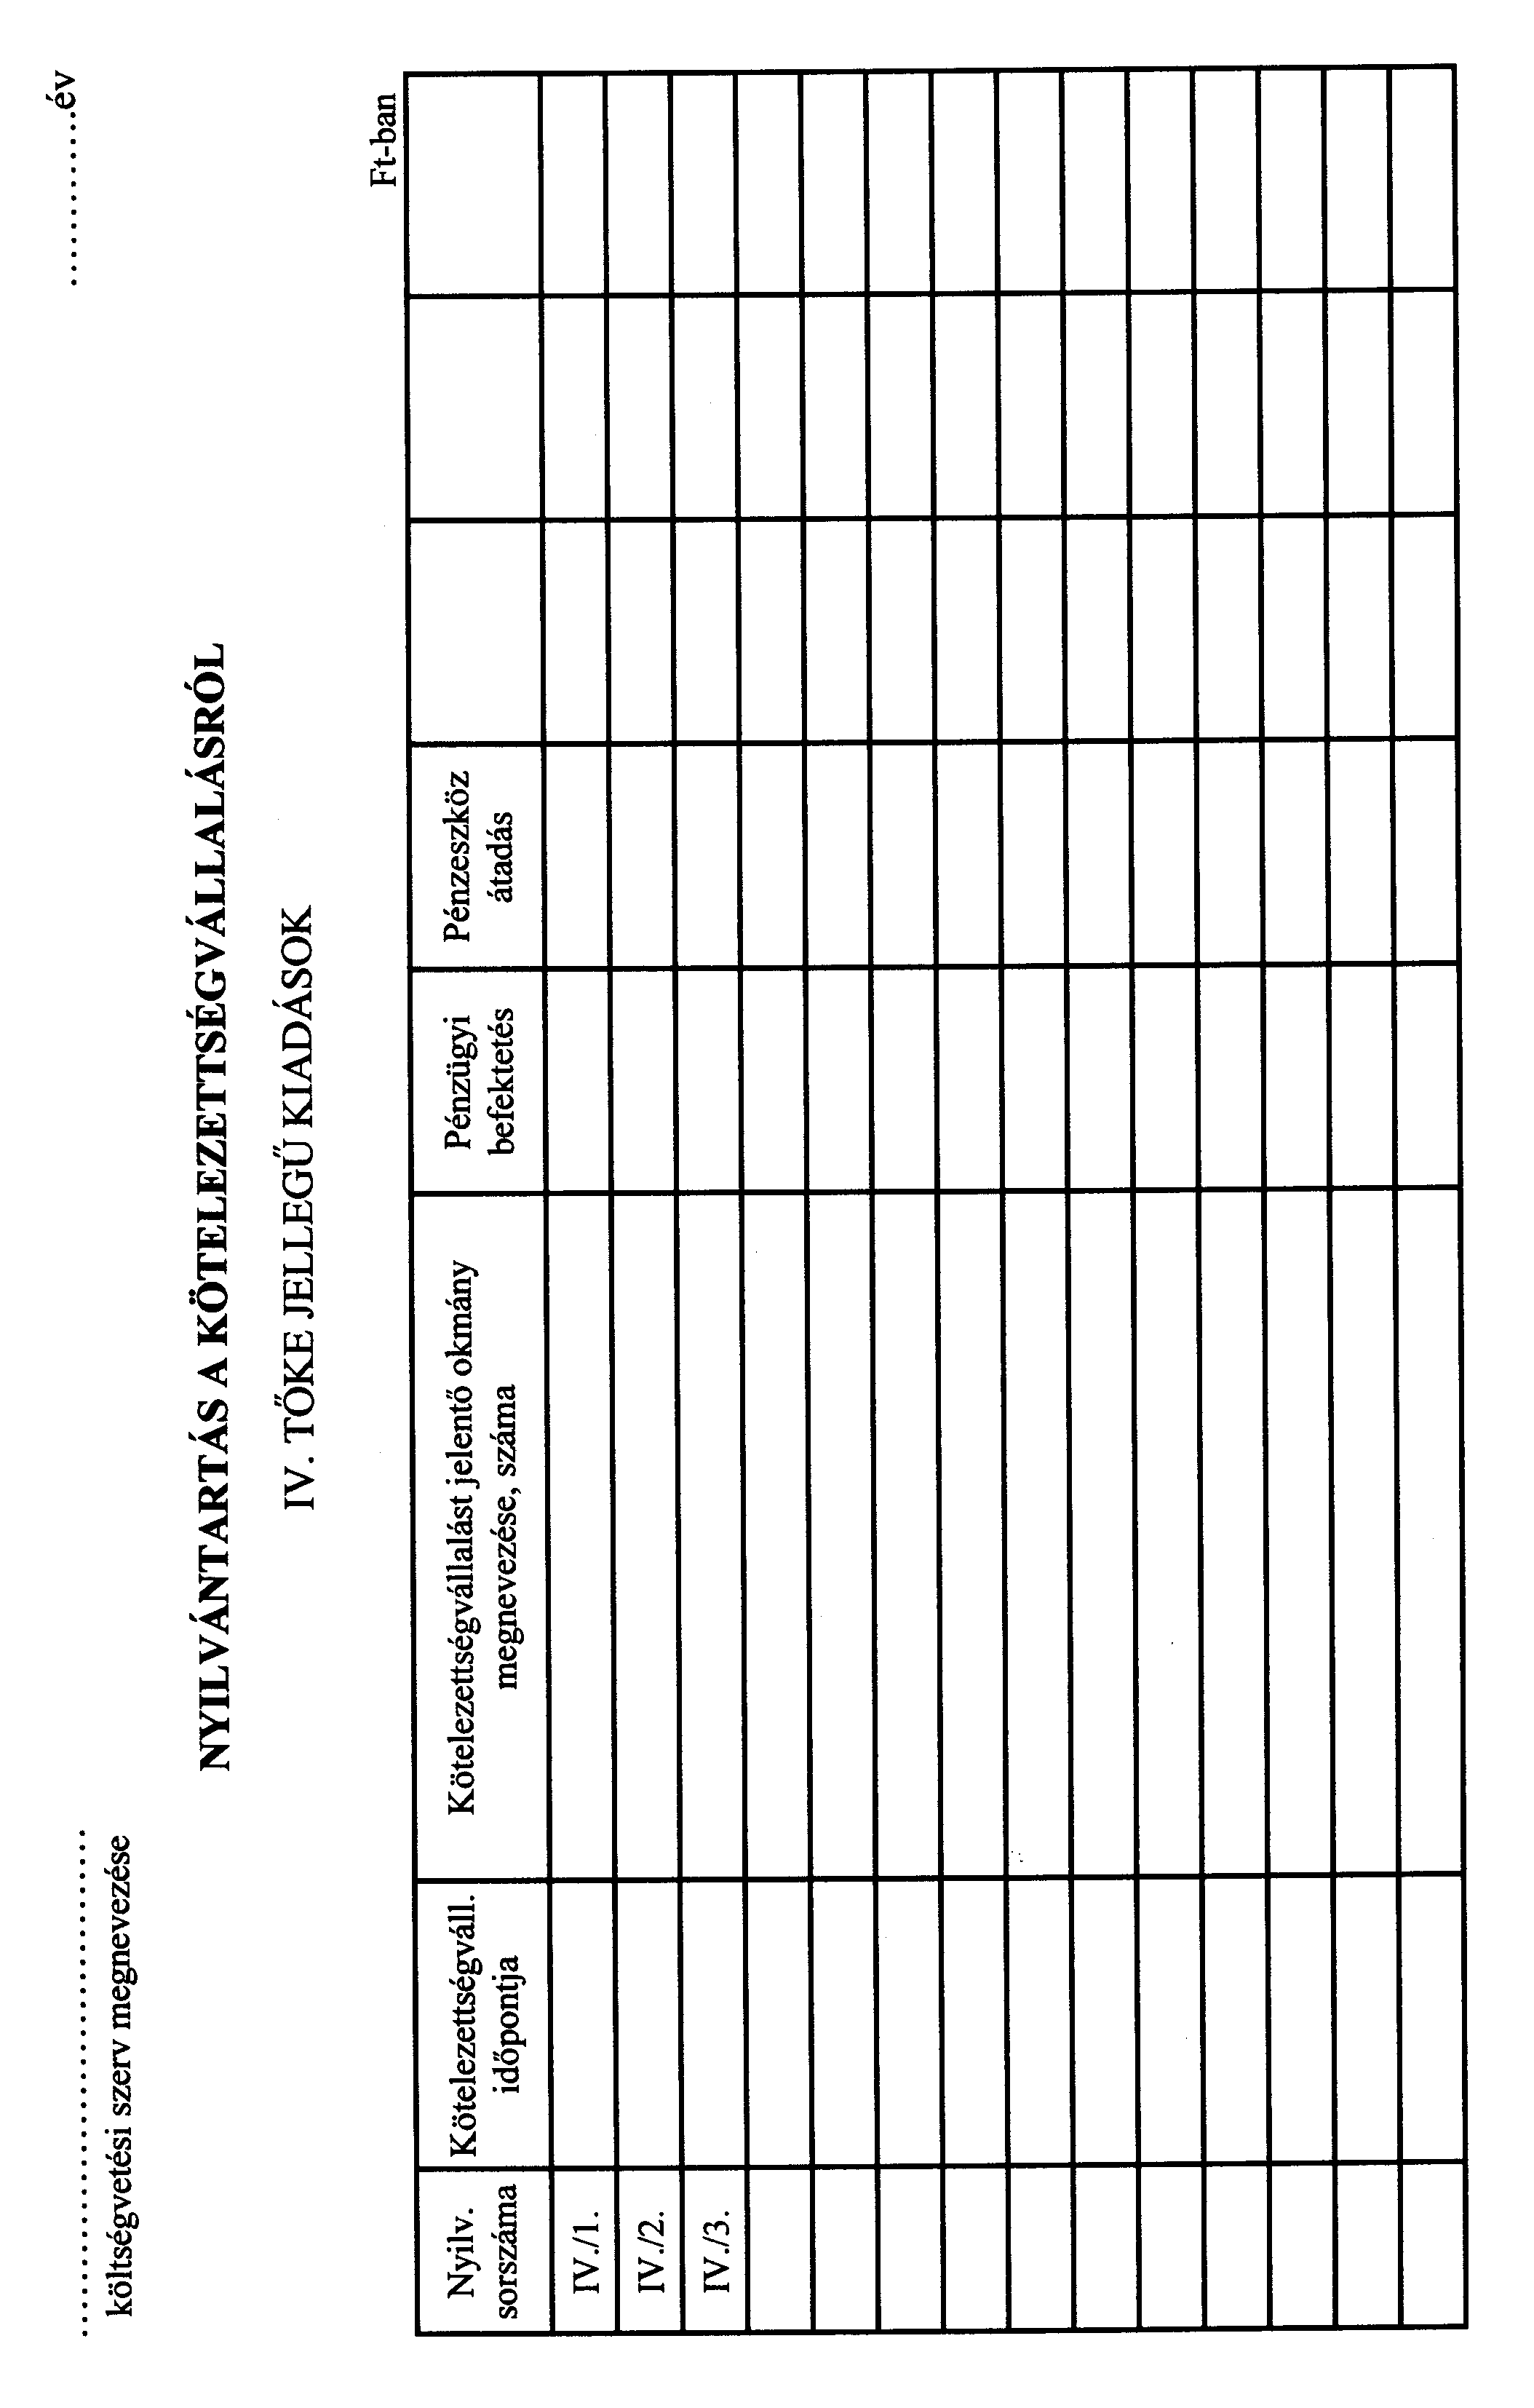 ............év
........................................
költségvetési szerv megnevezése
NYILVÁNTARTÁS A KÖTELEZETTSÉGVÁLLALÁSRÓL
IV. TŐKE JELLEGŰ KIADÁSOK
Ft-ban
Nyilv.
sorszáma
Kötelezettségváll.
időpontja
Kötelezettségvállalást jelentő okmány
megnevezése, száma
Pénzügyi
befektetés
Pénzeszköz
átadás
IV./1.
IV./2.
IV./3.